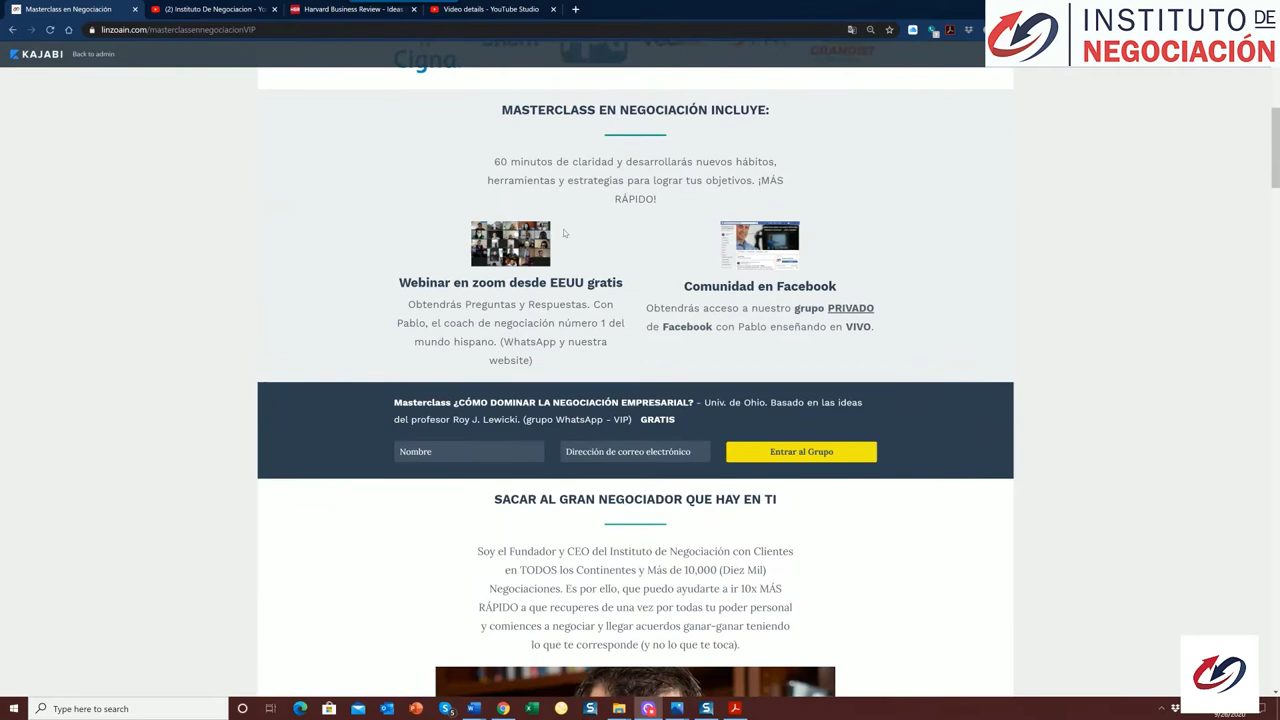 Masterclass en Negociación
(2) Instituto De Negociacion - Yo
Harvard Business Review - Ideas
Video details - YouTube Studio
linzoain.com/masterclassennegociacionVIP
KAJABI Back to admin
INSTITUTO DE
NEGOCIACIÓN
Cigna
MASTERCLASS EN NEGOCIACIÓN INCLUYE:
60 minutos de claridad y desarrollarás nuevos hábitos,
herramientas y estrategias para lograr tus objetivos. ¡MÁS
RÁPIDO!
Webinar en zoom desde EEUU gratis
Obtendrás Preguntas y Respuestas. Con
Pablo, el coach de negociación número 1 del
mundo hispano. (WhatsApp y nuestra
website)
Comunidad en Facebook
Obtendrás acceso a nuestro grupo PRIVADO
de Facebook con Pablo enseñando en VIVO.
Masterclass ¿CÓMO DOMINAR LA NEGOCIACIÓN EMPRESARIAL? - Univ. de Ohio. Basado en las ideas
del profesor Roy J. Lewicki. (grupo WhatsApp - VIP) GRATIS
Nombre
Dirección de correo electrónico
Entrar al Grupo
SACAR AL GRAN NEGOCIADOR QUE HAY EN TI
Soy el Fundador y CEO del Instituto de Negociación con Clientes
en TODOS los Continentes y Más de 10,000 (Diez Mil)
Negociaciones. Es por ello, que puedo ayudarte a ir 10x MÁS
RÁPIDO a que recuperes de una vez por todas tu poder personal
y comiences a negociar y llegar acuerdos ganar-ganar teniendo
lo que te corresponde (y no lo que te toca).
Type here to search
9/26/2020